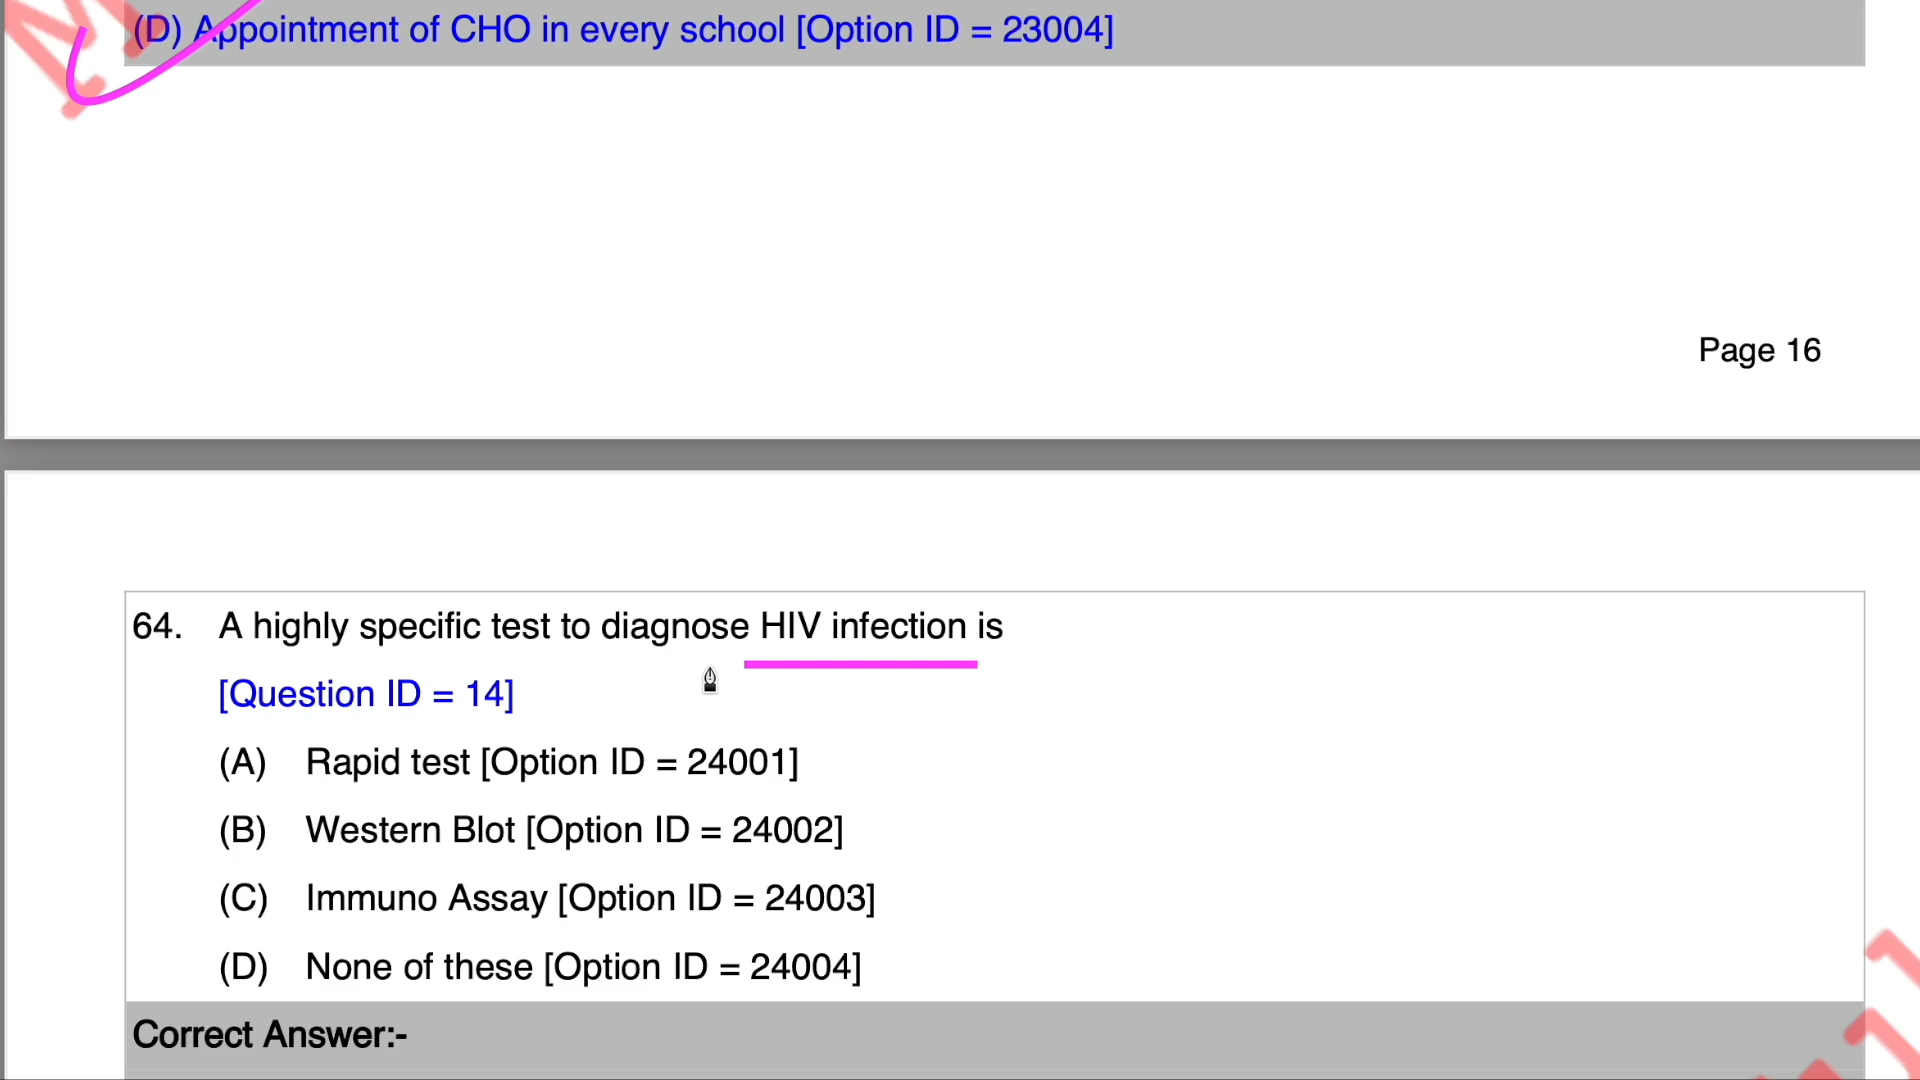 (D) Appointment of CHO in every school [Option ID = 23004]
Page 16
64. A highly specific test to diagnose HIV infection is
[Question ID = 14]
(A) Rapid test [Option ID = 24001]
(B) Western Blot [Option ID = 24002]
(C) Immuno Assay [Option ID = 24003]
(D) None of these [Option ID = 24004]
Correct Answer:-